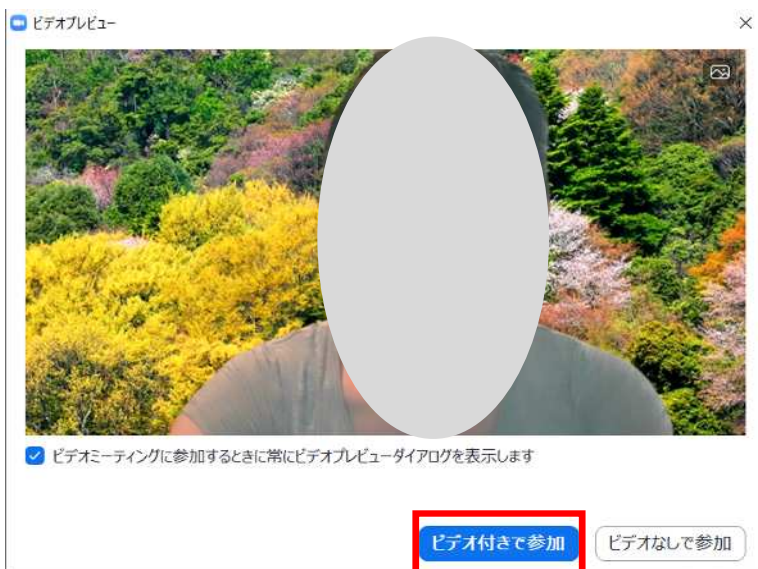 ビデオプレビュー
ビデオミーティングに参加するときに常にビデオプレビューダイアログを表示します
ビデオ付きで参加
ビデオなしで参加